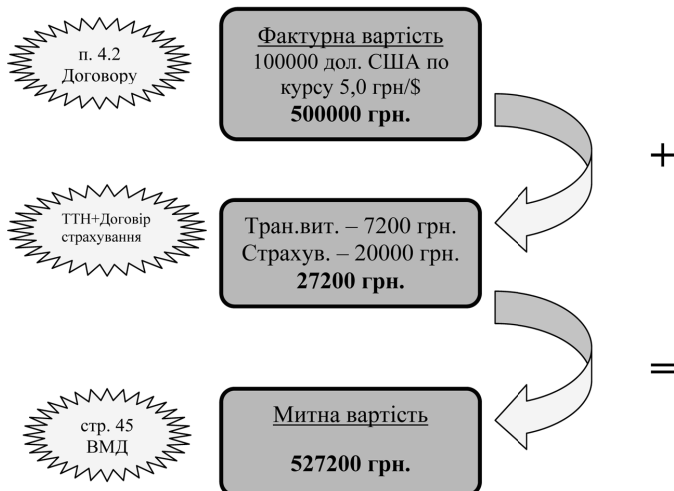 п. 4.2
Договору
Фактурна вартість
100000 дол. США по
курсу 5,0 грн/$
500000 грн.
+
ТТН+Договір
страхування
Тран.вит. – 7200 грн.
Страхув. – 20000 грн.
27200 грн.
=
стр. 45
ВМД
Митна вартість
527200 грн.